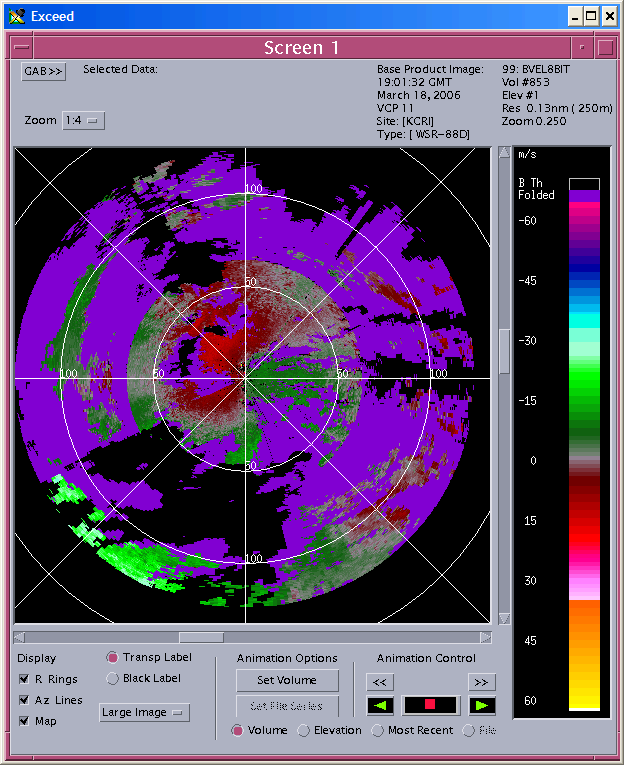 Exceed
Screen 1
GAB>> Selected Data:
Base Product Image: 99: BVEL8BIT
19:01:32 GMT Vol #853
March 18, 2006 Elev #1
VCP 11 Res 0.13nm ( 250m)
Site: [KCRI] Zoom 0.250
Type: [ WSR-88D]
Zoom 1:4
m/s
B Th
Folded
-60
-45
-30
-15
0
15
30
45
60
100
50
100 50 50 100
50
100
Display
R Rings
Az Lines
Map
Transp Label
Black Label
Large Image
Animation Options
Set Volume
Set File Series
Animation Control
<< >>
Volume Elevation Most Recent File